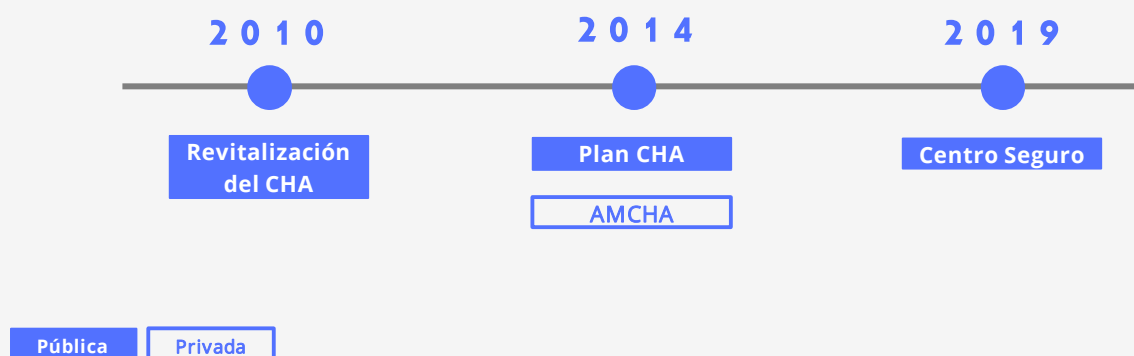 2010
2014
2019
Revitalización
del CHA
Plan CHA
Centro Seguro
AMCHA
Pública
Privada